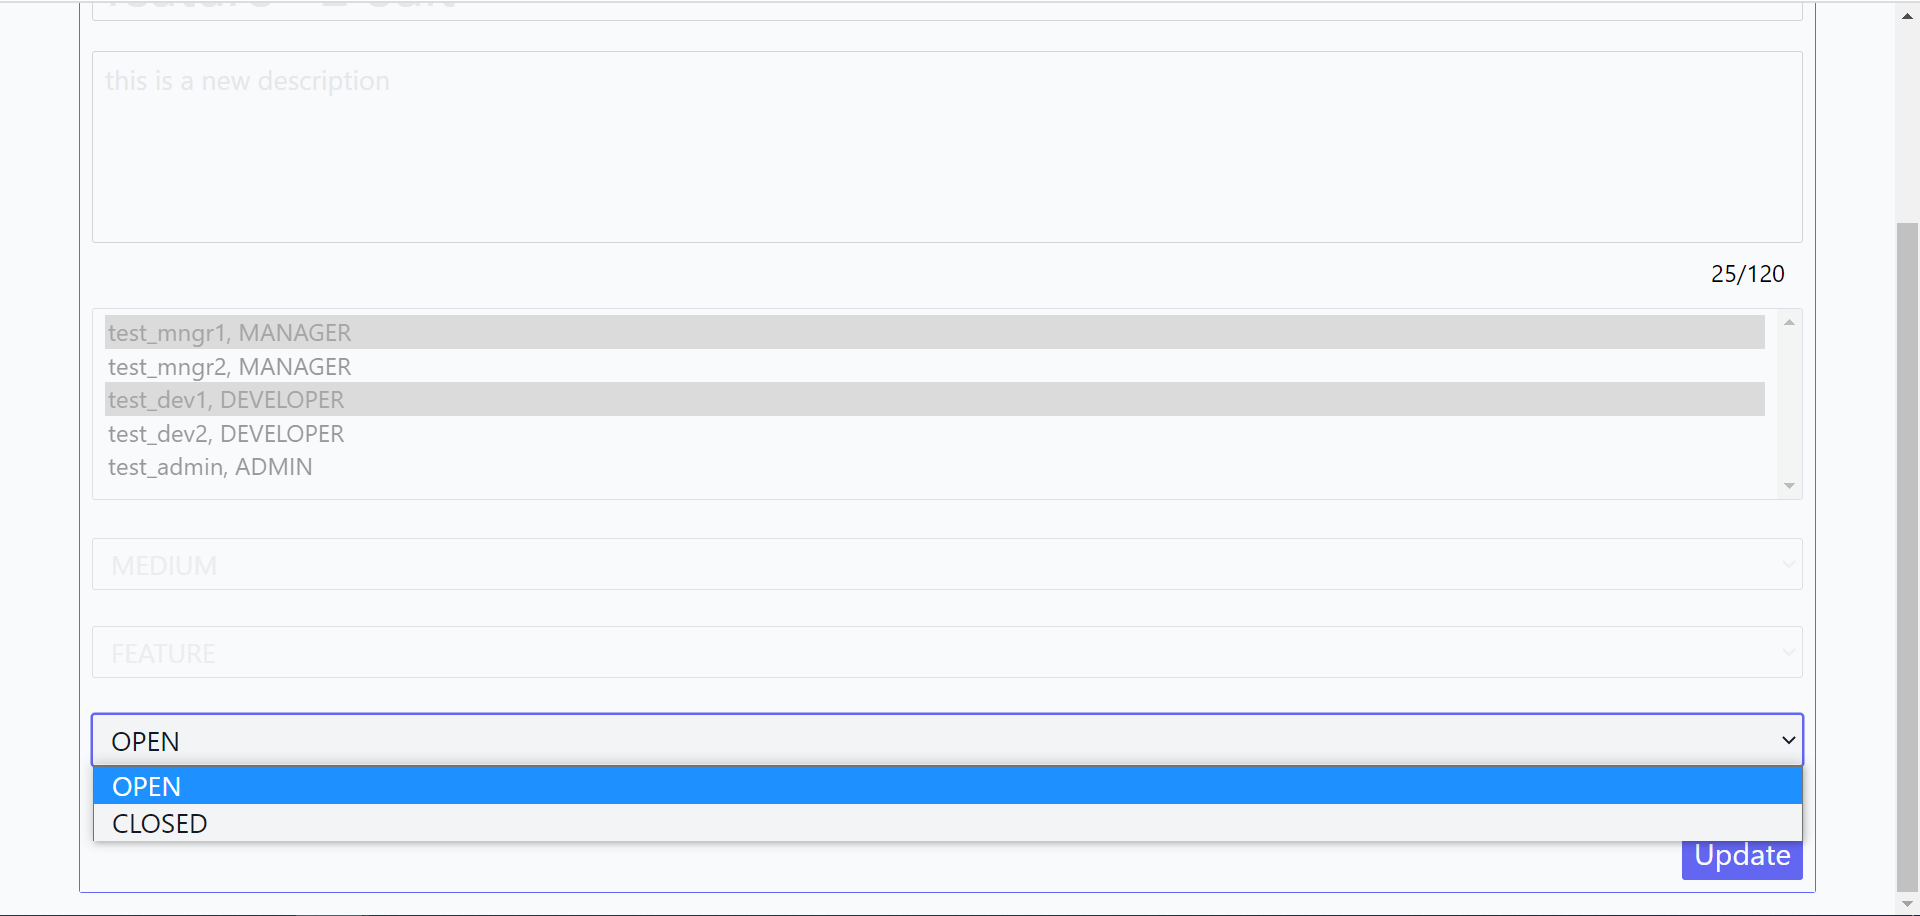 this is a new description
25/120
test_mngr1, MANAGER
test_mngr2, MANAGER
test_dev1, DEVELOPER
test_dev2, DEVELOPER
test_admin, ADMIN
MEDIUM
FEATURE
OPEN
OPEN
CLOSED
Update